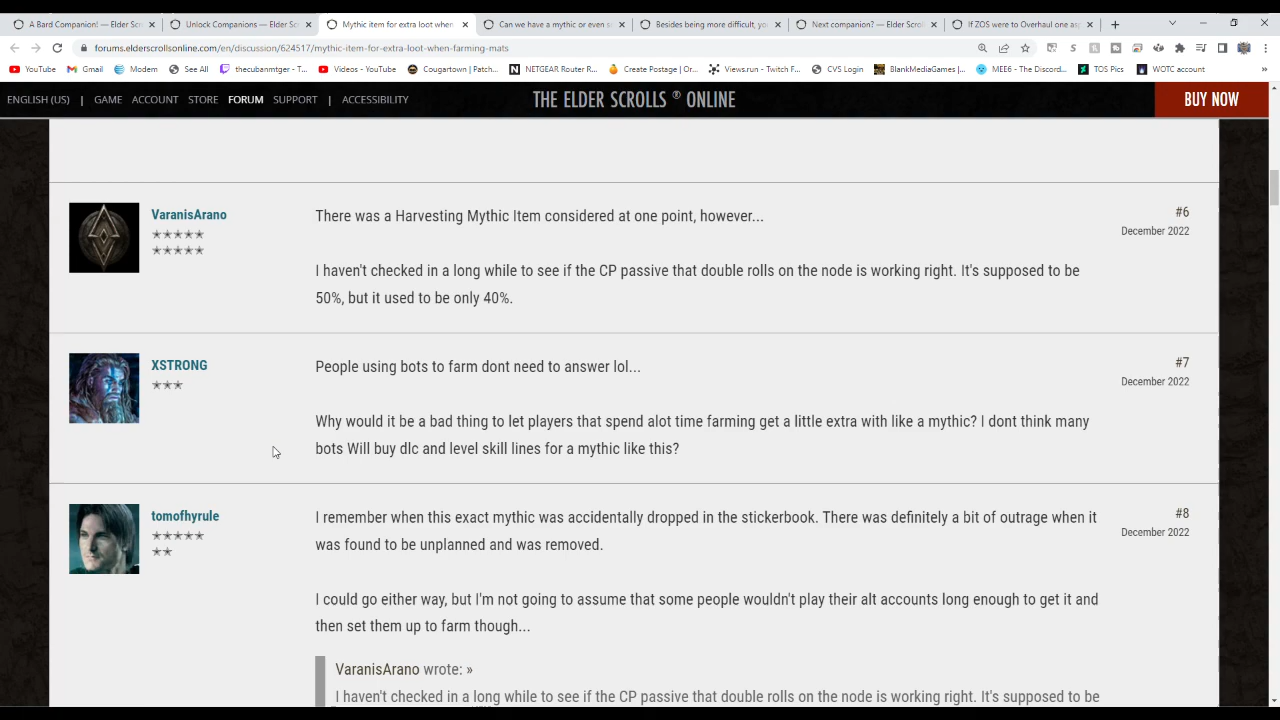 A Bard Companion! — Elder Scr
Unlock Companions — Elder Sc
Mythic item for extra loot when
Can we have a mythic or even s
Besides being more difficult, yo
Next companion? — Elder Scro
If ZOS were to Overhaul one asp
forums.elderscrollsonline.com/en/discussion/624517/mythic-item-for-extra-loot-when-farming-mats
YouTube
Gmail
Modem
See All
thecubanmtger - T...
Videos - YouTube
Cougartown | Patch...
NETGEAR Router R...
Create Postage | Or...
Views.run - Twitch F...
CVS Login
BlankMediaGames |...
MEE6 - The Discord...
TOS Pics
WOTC account
»
ENGLISH (US) | GAME ACCOUNT STORE FORUM SUPPORT | ACCESSIBILITY
THE ELDER SCROLLS ® ONLINE
BUY NOW
VaranisArano
There was a Harvesting Mythic Item considered at one point, however...
#6
December 2022
I haven't checked in a long while to see if the CP passive that double rolls on the node is working right. It's supposed to be
50%, but it used to be only 40%.
XSTRONG
People using bots to farm dont need to answer lol...
#7
December 2022
Why would it be a bad thing to let players that spend alot time farming get a little extra with like a mythic? I dont think many
bots Will buy dlc and level skill lines for a mythic like this?
tomofhyrule
I remember when this exact mythic was accidentally dropped in the stickerbook. There was definitely a bit of outrage when it
was found to be unplanned and was removed.
#8
December 2022
I could go either way, but I'm not going to assume that some people wouldn't play their alt accounts long enough to get it and
then set them up to farm though...
VaranisArano wrote: »
I haven't checked in a long while to see if the CP passive that double rolls on the node is working right. It's supposed to be